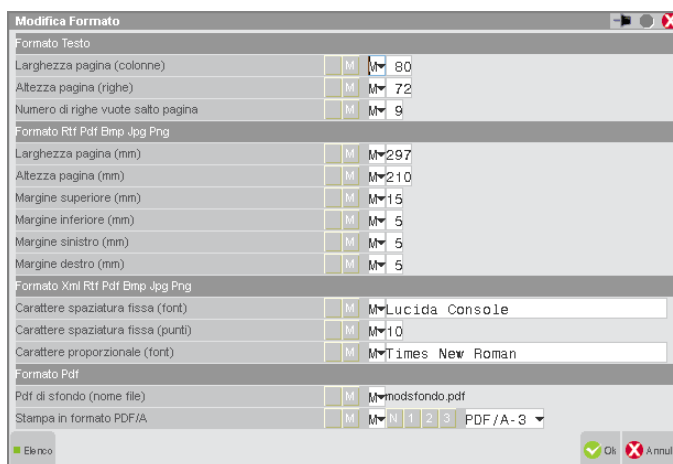 Modifica Formato
Formato Testo
Larghezza pagina (colonne) M M 80
Altezza pagina (righe) M M 72
Numero di righe vuote salto pagina M M 9
Formato Rtf Pdf Bmp Jpg Png
Larghezza pagina (mm) M M 297
Altezza pagina (mm) M M 210
Margine superiore (mm) M M 15
Margine inferiore (mm) M M 5
Margine sinistro (mm) M M 5
Margine destro (mm) M M 5
Formato Xml Rtf Pdf Bmp Jpg Png
Carattere spaziatura fissa (font) M M Lucida Console
Carattere spaziatura fissa (punti) M M 10
Carattere proporzionale (font) M M Times New Roman
Formato Pdf
Pdf di sfondo (nome file) M M modsfondo.pdf
Stampa in formato PDF/A M M N 1 2 3 PDF/A-3
Elenco Ok Annul